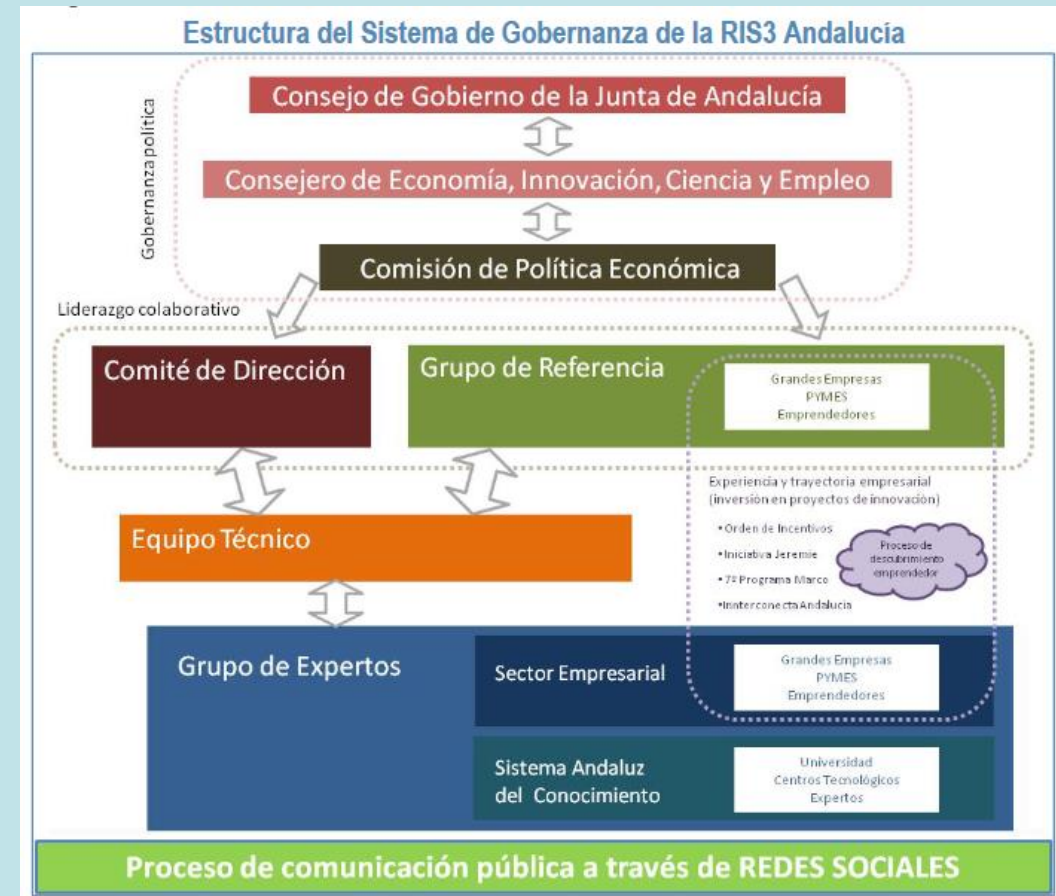 Estructura del Sistema de Gobernanza de la RIS3 Andalucía
Gobernanza política
Consejo de Gobierno de la Junta de Andalucía
Consejero de Economía, Innovación, Ciencia y Empleo
Comisión de Política Económica
Liderazgo colaborativo
Comité de Dirección
Grupo de Referencia
Grandes Empresas
PYMES
Emprendedores
Experiencia y trayectoria empresarial
(inversión en proyectos de innovación)
•Orden de Incentivos
•Iniciativa Jeremie
•7º Programa Marco
•Innterconecta Andalucia
Proceso de
descubrimiento
emprendedor
Equipo Técnico
Grupo de Expertos
Sector Empresarial
Grandes Empresas
PYMES
Emprendedores
Sistema Andaluz
del Conocimiento
Universidad
Centros Tecnológicos
Expertos
Proceso de comunicación pública a través de REDES SOCIALES